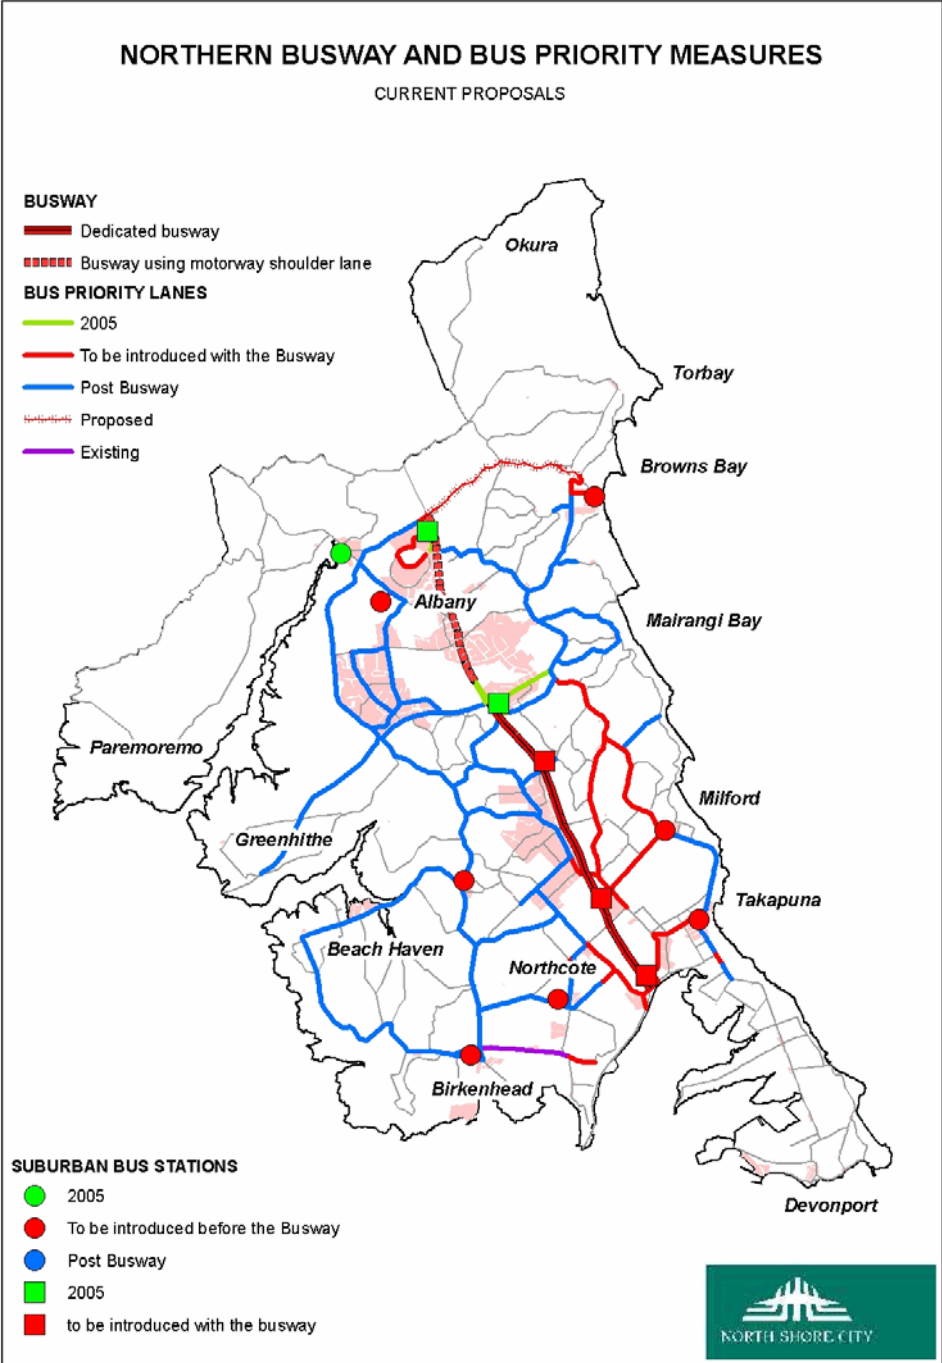 NORTHERN BUSWAY AND BUS PRIORITY MEASURES
CURRENT PROPOSALS
BUSWAY
Dedicated busway
Busway using motorway shoulder lane
BUS PRIORITY LANES
2005
To be introduced with the Busway
Post Busway
Proposed
Existing
Okura
Torbay
Browns Bay
Albany
Mairangi Bay
Paremoremo
Milford
Greenhithe
Takapuna
Beach Haven
Northcote
Birkenhead
Devonport
SUBURBAN BUS STATIONS
2005
To be introduced before the Busway
Post Busway
2005
to be introduced with the busway
NORTH SHORE CITY